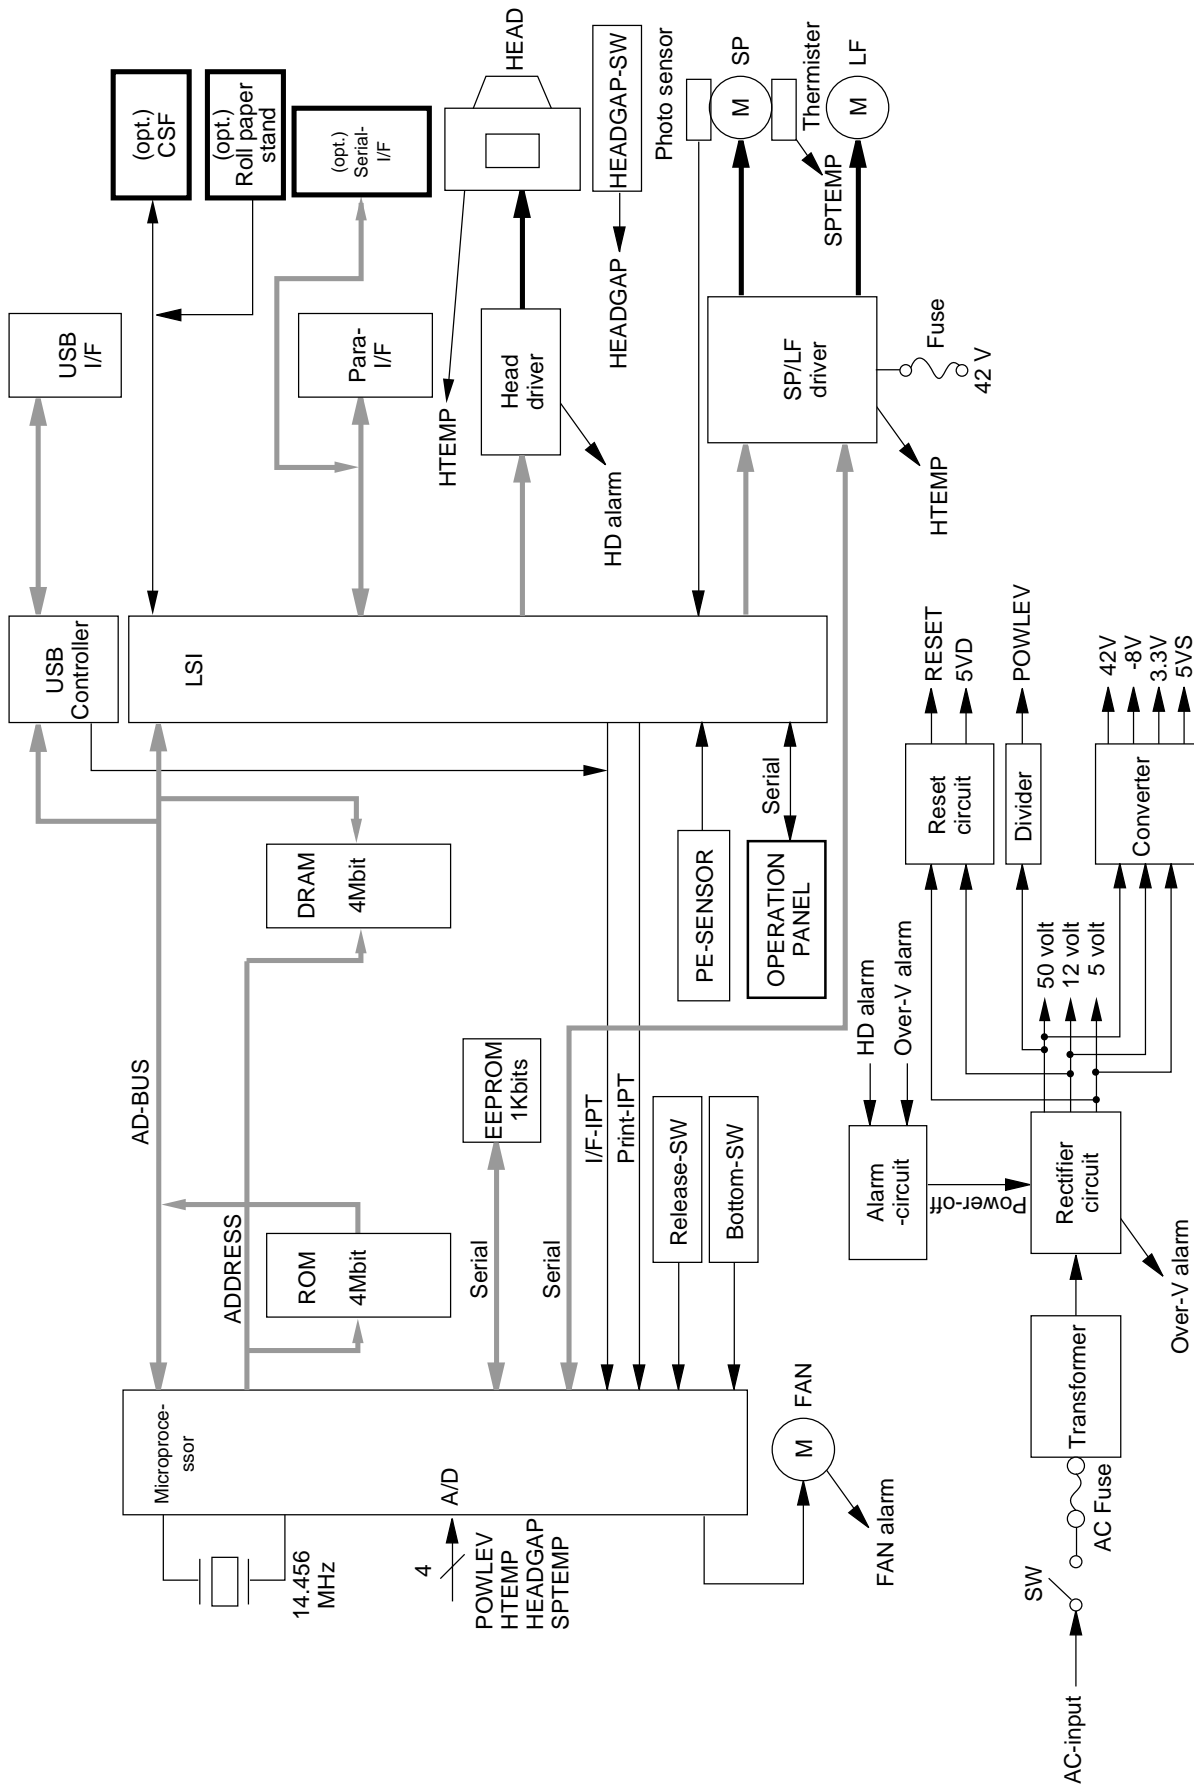 Microproce-
ssor
14.456
MHz
A/D
4
POWLEV
HTEMP
HEADGAP
SPTEMP
M
FAN
FAN alarm
AD-BUS
ADDRESS
ROM
4Mbit
DRAM
4Mbit
Serial
EEPROM
1Kbits
Serial
I/F-IPT
Print-IPT
Release-SW
Bottom-SW
PE-SENSOR
Serial
OPERATION
PANEL
USB
Controller
LSI
USB
I/F
(opt.)
CSF
(opt.)
Roll paper
stand
(opt.)
Serial-
I/F
Para-
I/F
HTEMP
Head
driver
HD alarm
HEAD
HEADGAP
HEADGAP-SW
Photo sensor
M
SP
Thermister
SPTEMP
M
LF
SP/LF
driver
Fuse
42 V
HTEMP
AC-input
SW
AC Fuse
Transformer
Rectifier
circuit
Over-V alarm
Power-off
Alarm
-circuit
HD alarm
Over-V alarm
50 volt
12 volt
5 volt
Reset
circuit
RESET
5VD
Divider
POWLEV
Converter
42V
-8V
3.3V
5VS